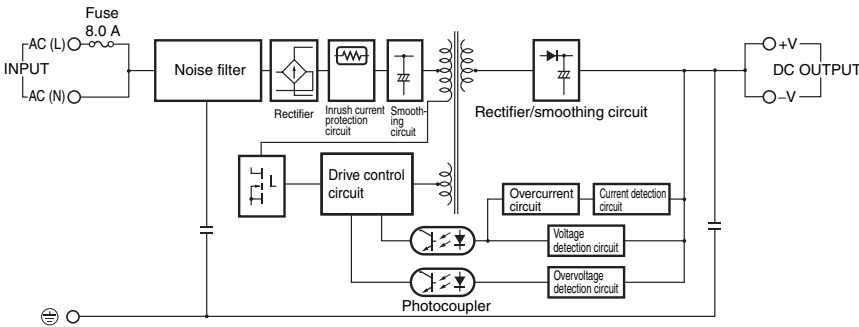 Fuse
8.0 A
AC (L)
INPUT
AC (N)
Noise filter
Rectifier
Inrush current
protection
circuit
Smooth-
ing
circuit
Rectifier/smoothing circuit
+V
DC OUTPUT
–V
Drive control
circuit
Overcurrent
circuit
Current detection
circuit
Voltage
detection circuit
Overvoltage
detection circuit
Photocoupler